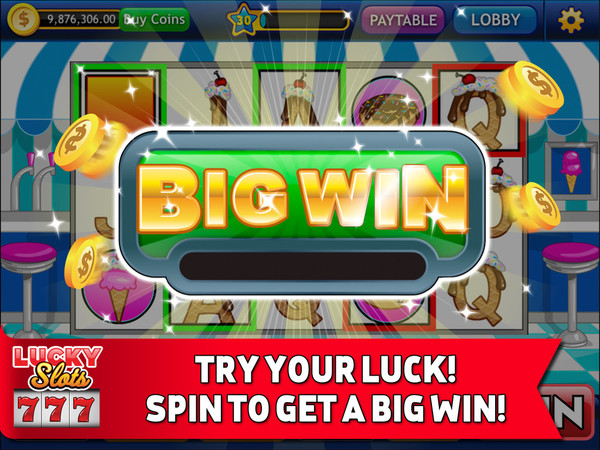 9,876,306.00 Buy Coins 30 PAYTABLE LOBBY
Q
BIG WIN
A Q
LUCKY
Slots
777
TRY YOUR LUCK!
SPIN TO GET A BIG WIN!